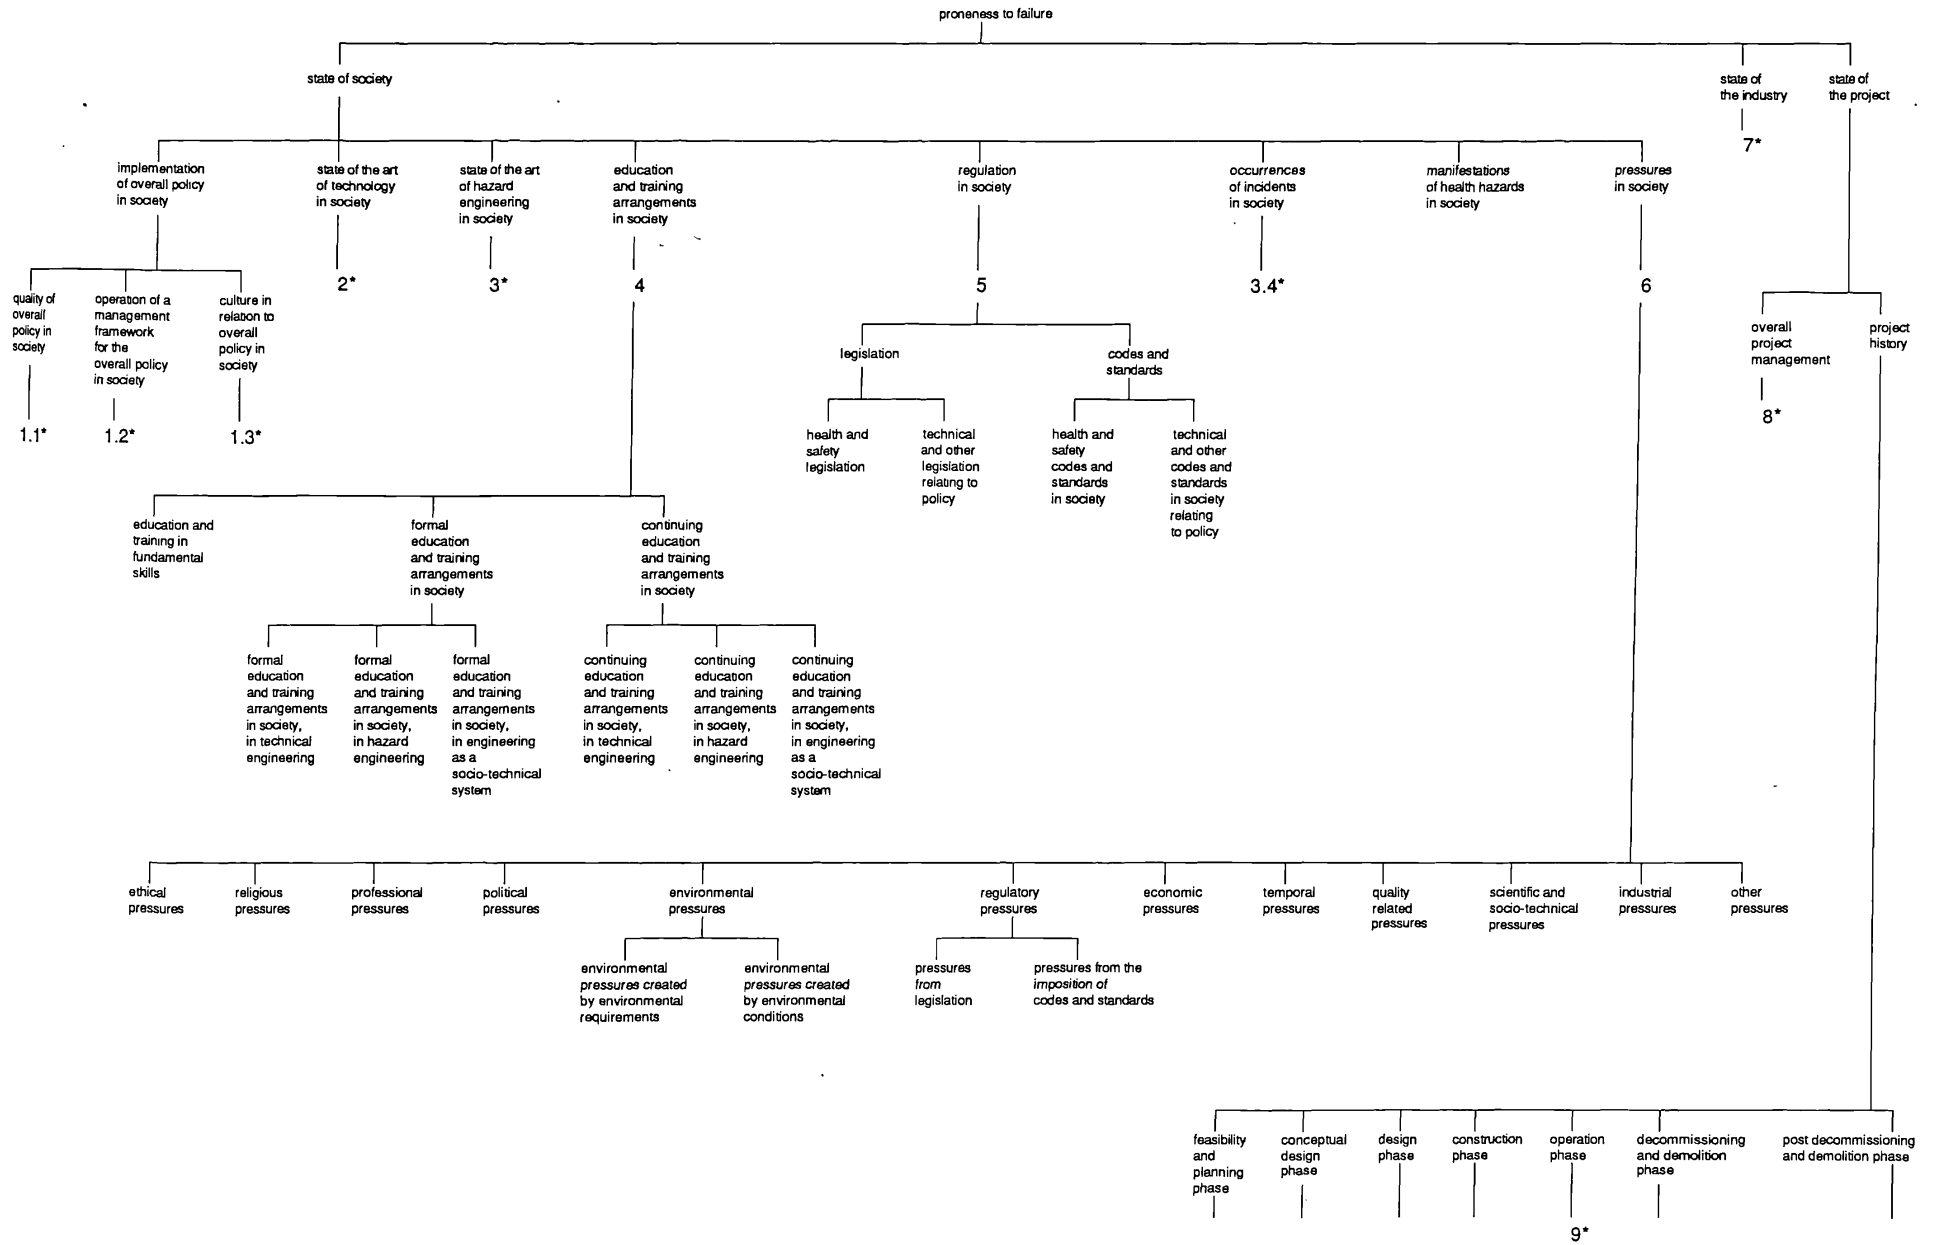 proneness to failure
state of society
state of
the industry
state of
the project
7*
implementation
of overall policy
in society
state of the art
of technology
in society
state of the art
of hazard
engineering
in society
education
and training
arrangements
in society
regulation
in society
occurrences
of incidents
in society
manifestations
of health hazards
in society
pressures
in society
2*
3*
4
5
3.4*
6
quality of
overall
policy in
society
operation of a
management
framework
for the
overall policy
in society
culture in
relation to
overall
policy in
society
1.1*
1.2*
1.3*
overall
project
management
project
history
8*
legislation
codes and
standards
health and
safety
legislation
technical
and other
legislation
relating to
policy
health and
safety
codes and
standards
in society
technical
and other
codes and
standards
in society
relating
to policy
education and
training in
fundamental
skills
formal
education
and training
arrangements
in society
continuing
education
and training
arrangements
in society
formal
education
and training
arrangements
in society,
in technical
engineering
formal
education
and training
arrangements
in society,
in hazard
engineering
formal
education
and training
arrangements
in society,
in engineering
as a
socio-technical
system
continuing
education
and training
arrangements
in society,
in technical
engineering
continuing
education
and training
arrangements
in society,
in hazard
engineering
continuing
education
and training
arrangements
in society,
in engineering
as a
socio-technical
system
ethical
pressures
religious
pressures
professional
pressures
political
pressures
environmental
pressures
regulatory
pressures
economic
pressures
temporal
pressures
quality
related
pressures
scientific and
socio-technical
pressures
industrial
pressures
other
pressures
environmental
pressures created
by environmental
requirements
environmental
pressures created
by environmental
conditions
pressures
from
legislation
pressures from the
imposition of
codes and standards
feasibility
and
planning
phase
conceptual
design
phase
design
phase
construction
phase
operation
phase
decommissioning
and demolition
phase
post decommissioning
and demolition phase
9*